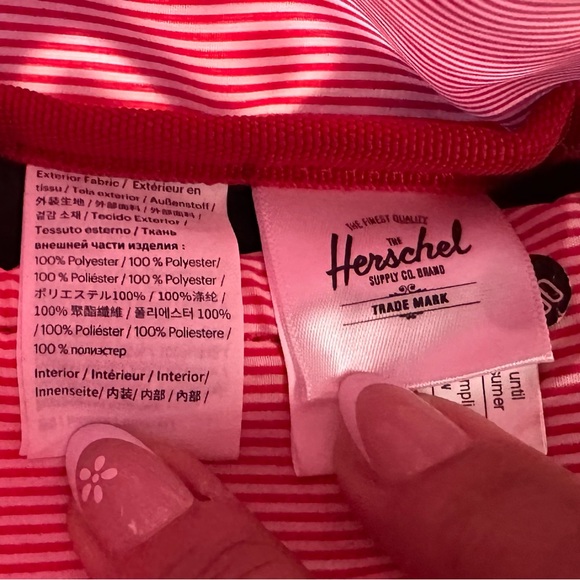 Exterior Fabric / Extérieur en
tissu / Tela exterior / Außenstoff /
外装生地 / 外部面料 / 外部面料 /
겉감 소재 / Tecido Exterior /
Tessuto esterno / Ткань
внешней части изделия :
100% Polyester / 100 % Polyester/
100 % Poliéster / 100 % Polyester /
ポリエステル100% / 100%涤纶 /
100% 聚酯纖維 / 폴리에스터 100%
/100% Poliéster / 100% Poliestere /
100 % полиэстер
Interior / Intérieur / Interior/
Innenseite/ 内装/ 内部 / 內部 /
THE FINEST QUALITY
THE
Herschel
SUPPLY CO. BRAND
TRADE MARK
until
sumer
mpli